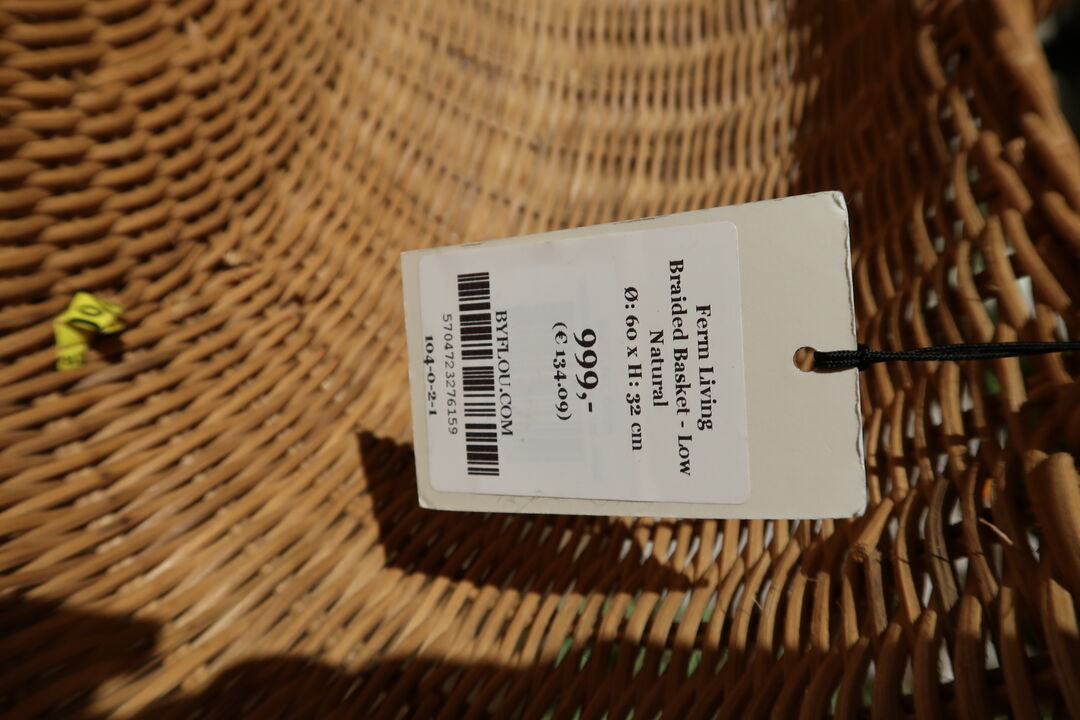 Ferm Living
Braided Basket - Low
Natural
Ø: 60 x H: 32 cm
999,-
(€ 134.09)
BYFLOU.COM
5704723276159
104-0-2-1